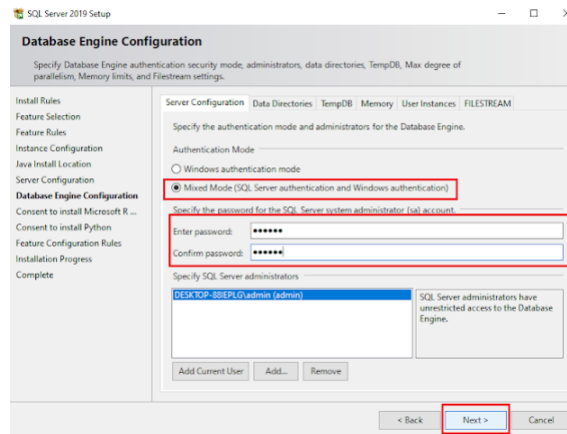 SQL Server 2019 Setup
Database Engine Configuration
Specify Database Engine authentication security mode, administrators, data directories, TempDB, Max degree of
parallelism, Memory limits, and Filestream settings.
Install Rules
Feature Selection
Feature Rules
Instance Configuration
Java Install Location
Server Configuration
Database Engine Configuration
Consent to install Microsoft R ...
Consent to install Python
Feature Configuration Rules
Installation Progress
Complete
Server Configuration Data Directories TempDB Memory User Instances FILESTREAM
Specify the authentication mode and administrators for the Database Engine.
Authentication Mode
Windows authentication mode
Mixed Mode (SQL Server authentication and Windows authentication)
Specify the password for the SQL Server system administrator (sa) account.
Enter password: ••••••
Confirm password: ••••••
Specify SQL Server administrators
DESKTOP-88IEPLG\admin (admin)
SQL Server administrators have
unrestricted access to the Database
Engine.
Add Current User Add... Remove
< Back Next > Cancel